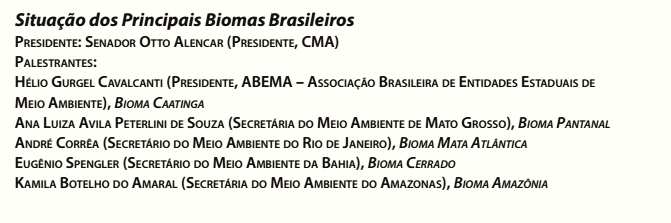 Situação dos Principais Biomas Brasileiros
Presidente: Senador Otto Alencar (Presidente, CMA)
Palestrantes:
Hélio Gurgel Cavalcanti (Presidente, ABEMA – Associação Brasileira de Entidades Estaduais de
Meio Ambiente), Bioma Caatinga
Ana Luiza Avila Peterlini de Souza (Secretária do Meio Ambiente de Mato Grosso), Bioma Pantanal
André Corrêa (Secretário do Meio Ambiente do Rio de Janeiro), Bioma Mata Atlântica
Eugênio Spengler (Secretário do Meio Ambiente da Bahia), Bioma Cerrado
Kamila Botelho do Amaral (Secretária do Meio Ambiente do Amazonas), Bioma Amazônia